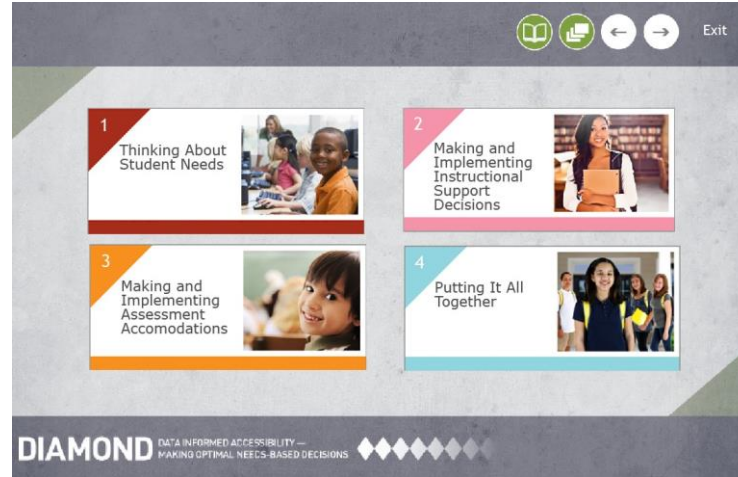 Exit
1
Thinking About
Student Needs
2
Making and
Implementing
Instructional
Support
Decisions
3
Making and
Implementing
Assessment
Accomodations
4
Putting It All
Together
DIAMOND
DATA INFORMED ACCESSIBILITY —
MAKING OPTIMAL NEEDS-BASED DECISIONS